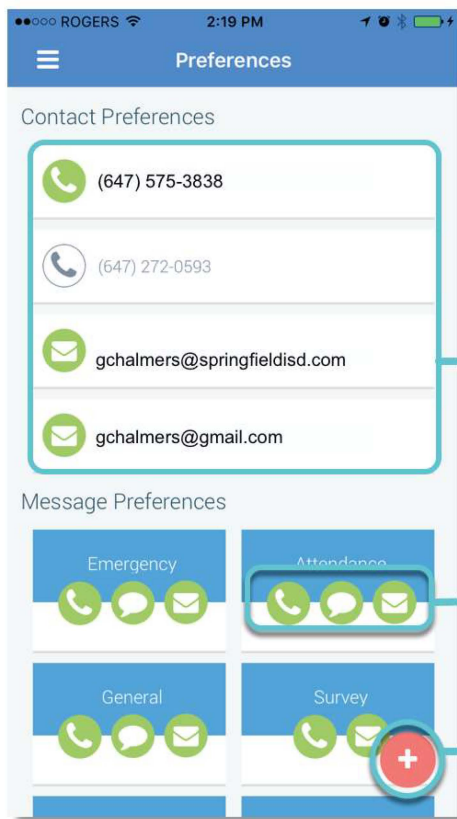 ROGERS 2:19 PM
Preferences
Contact Preferences
(647) 575-3838
(647) 272-0593
gchalmers@springfieldisd.com
gchalmers@gmail.com
Message Preferences
Emergency Attendance
General Survey